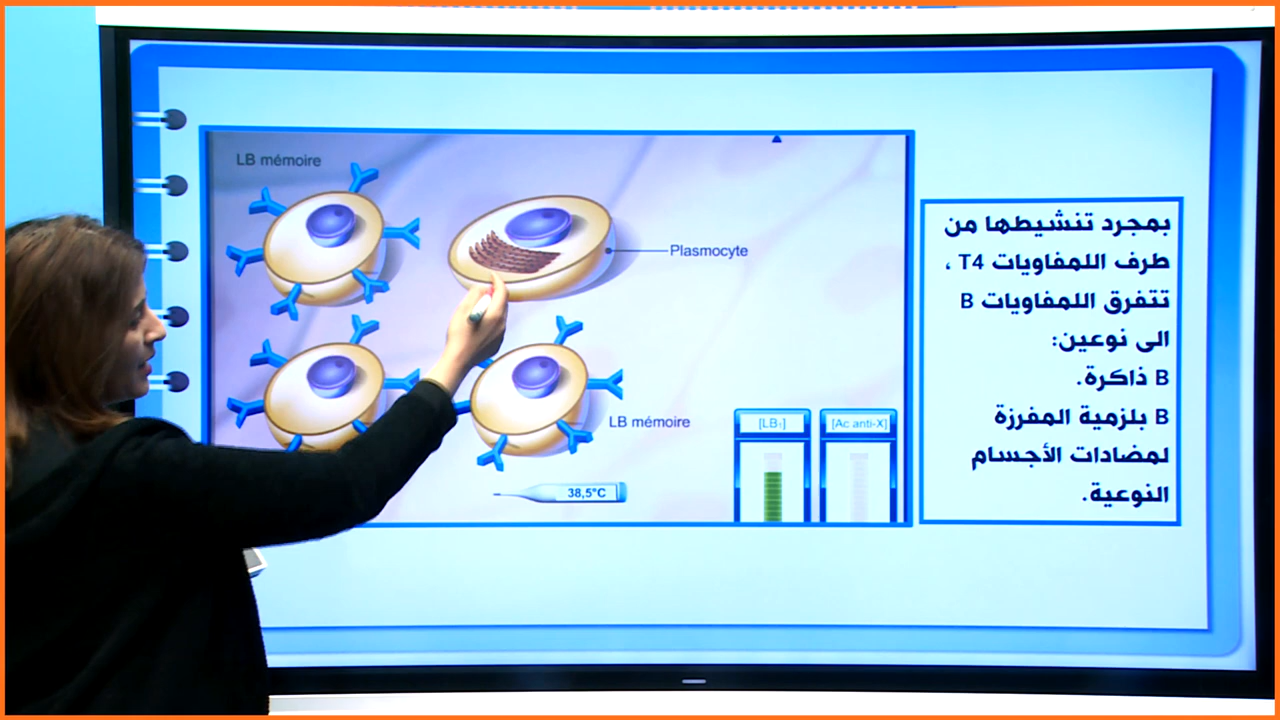 LB mémoire
Plasmocyte
LB mémoire
38,5°C
[LB₁]
[Ac anti-X]
بمجرد تنشيطها من
طرف اللمفاويات T4 ،
تتفرق اللمفاويات B
الى نوعين:
B ذاكرة.
B بلزمية المفرزة
لمضادات الأجسام
النوعية.